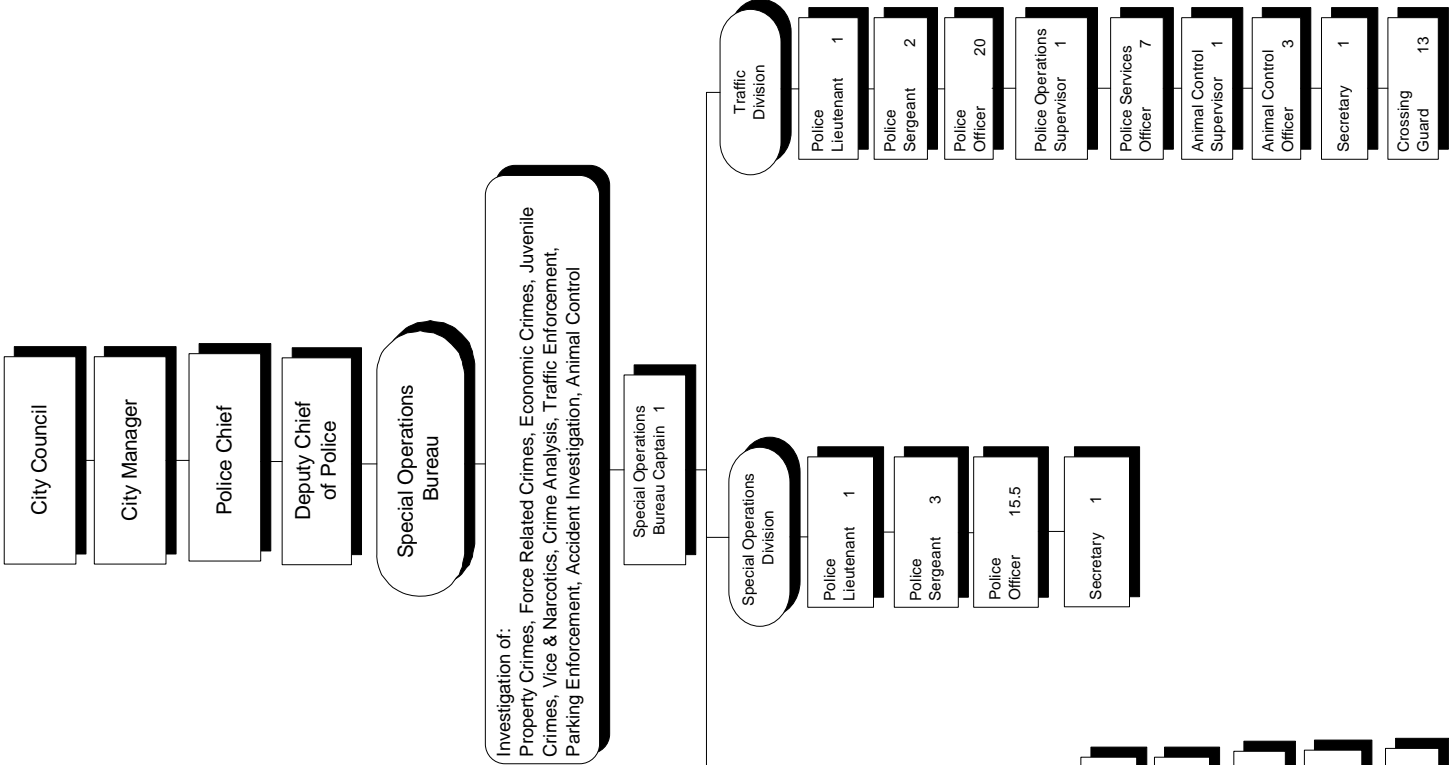 City Council
City Manager
Police Chief
Deputy Chief
of Police
Special Operations
Bureau
Investigation of:
Property Crimes, Force Related Crimes, Economic Crimes, Juvenile
Crimes, Vice & Narcotics, Crime Analysis, Traffic Enforcement,
Parking Enforcement, Accident Investigation, Animal Control
Special Operations
Bureau Captain 1
Special Operations
Division
Police
Lieutenant 1
Police
Sergeant 3
Police
Officer 15.5
Secretary 1
Traffic
Division
Police
Lieutenant 1
Police
Sergeant 2
Police
Officer 20
Police Operations
Supervisor 1
Police Services
Officer 7
Animal Control
Supervisor 1
Animal Control
Officer 3
Secretary 1
Crossing
Guard 13